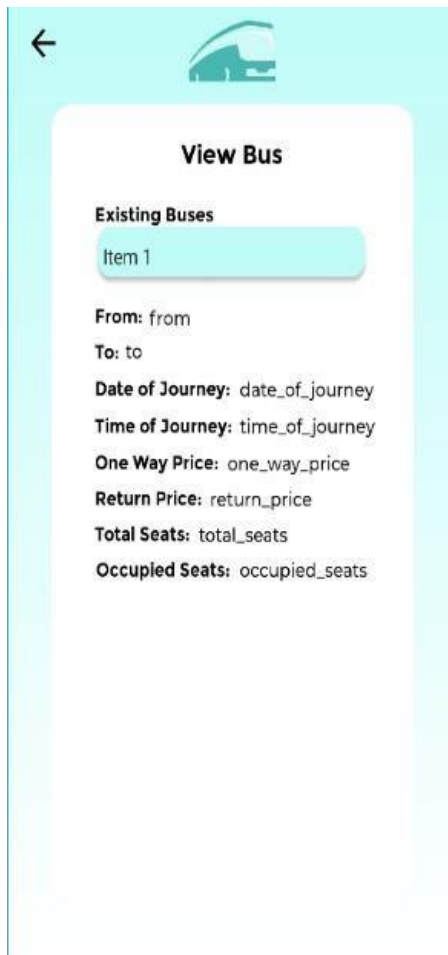 View Bus
Existing Buses
Item 1
From: from
To: to
Date of Journey: date_of_journey
Time of Journey: time_of_journey
One Way Price: one_way_price
Return Price: return_price
Total Seats: total_seats
Occupied Seats: occupied_seats